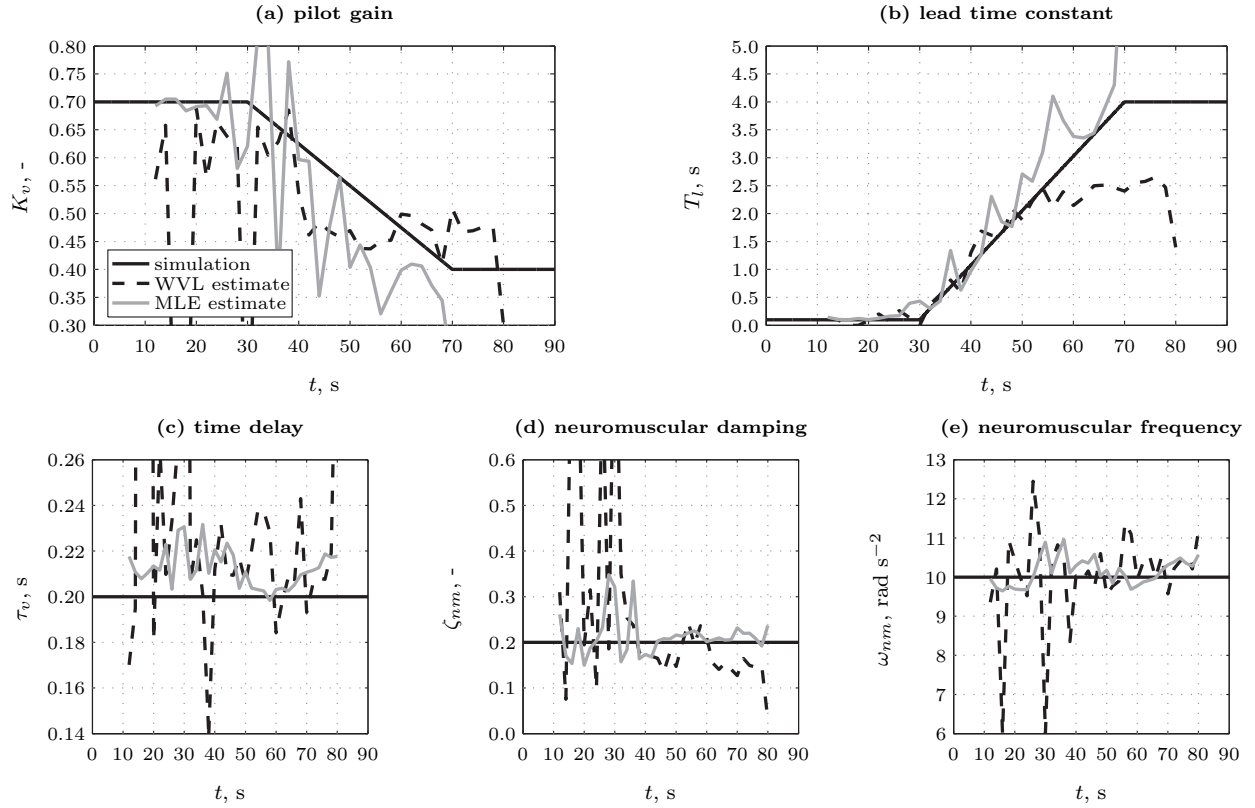 (a) pilot gain
0.80
0.75
0.70
0.65
0.60
0.55
0.50
0.45
0.40
0.35
0.30
K_v, -
simulation
WVL estimate
MLE estimate
0 10 20 30 40 50 60 70 80 90
t, s
(b) lead time constant
5.0
4.5
4.0
3.5
3.0
2.5
2.0
1.5
1.0
0.5
0.0
T_l, s
0 10 20 30 40 50 60 70 80 90
t, s
(c) time delay
0.26
0.24
0.22
0.20
0.18
0.16
0.14
τ_v, s
0 10 20 30 40 50 60 70 80 90
t, s
(d) neuromuscular damping
0.6
0.5
0.4
0.3
0.2
0.1
0.0
ζ_nm, -
0 10 20 30 40 50 60 70 80 90
t, s
(e) neuromuscular frequency
13
12
11
10
9
8
7
6
ω_nm, rad s⁻²
0 10 20 30 40 50 60 70 80 90
t, s